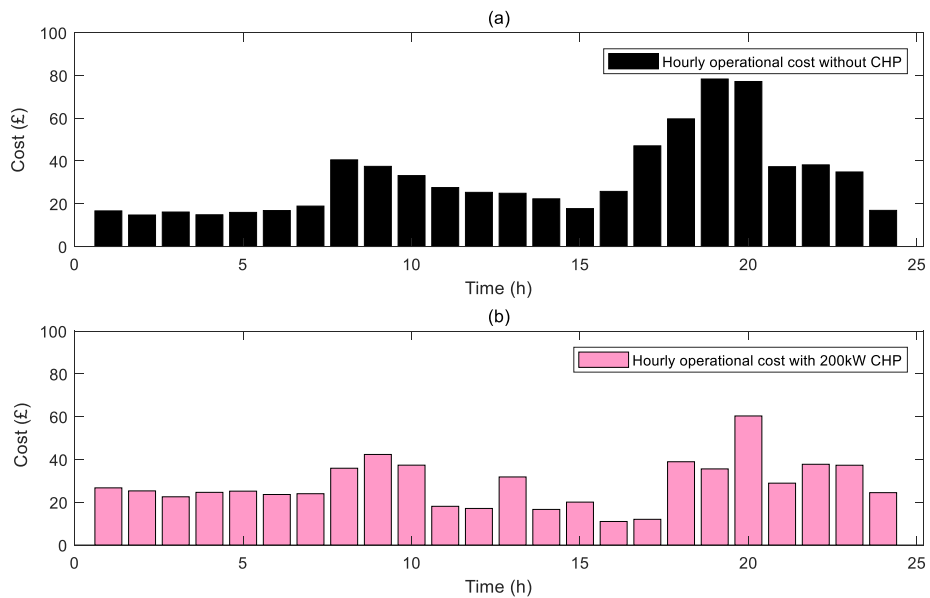 (a)
100
80
60
40
20
0
Cost (£)
Hourly operational cost without CHP
0 5 10 15 20 25
Time (h)
(b)
100
80
60
40
20
0
Cost (£)
Hourly operational cost with 200kW CHP
0 5 10 15 20 25
Time (h)